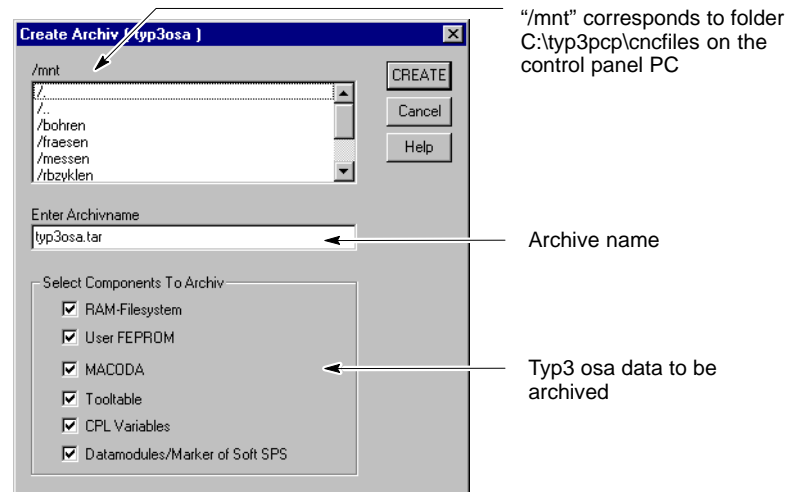 Create Archiv ( typ3osa )
/mnt
/.
/..
/bohren
/fraesen
/messen
/rbzyklen
CREATE
Cancel
Help
Enter Archivname
typ3osa.tar
Select Components To Archiv
RAM-Filesystem
User FEPROM
MACODA
Tooltable
CPL Variables
Datamodules/Marker of Soft SPS
“/mnt” corresponds to folder
C:\typ3pcp\cncfiles on the
control panel PC
Archive name
Typ3 osa data to be
archived